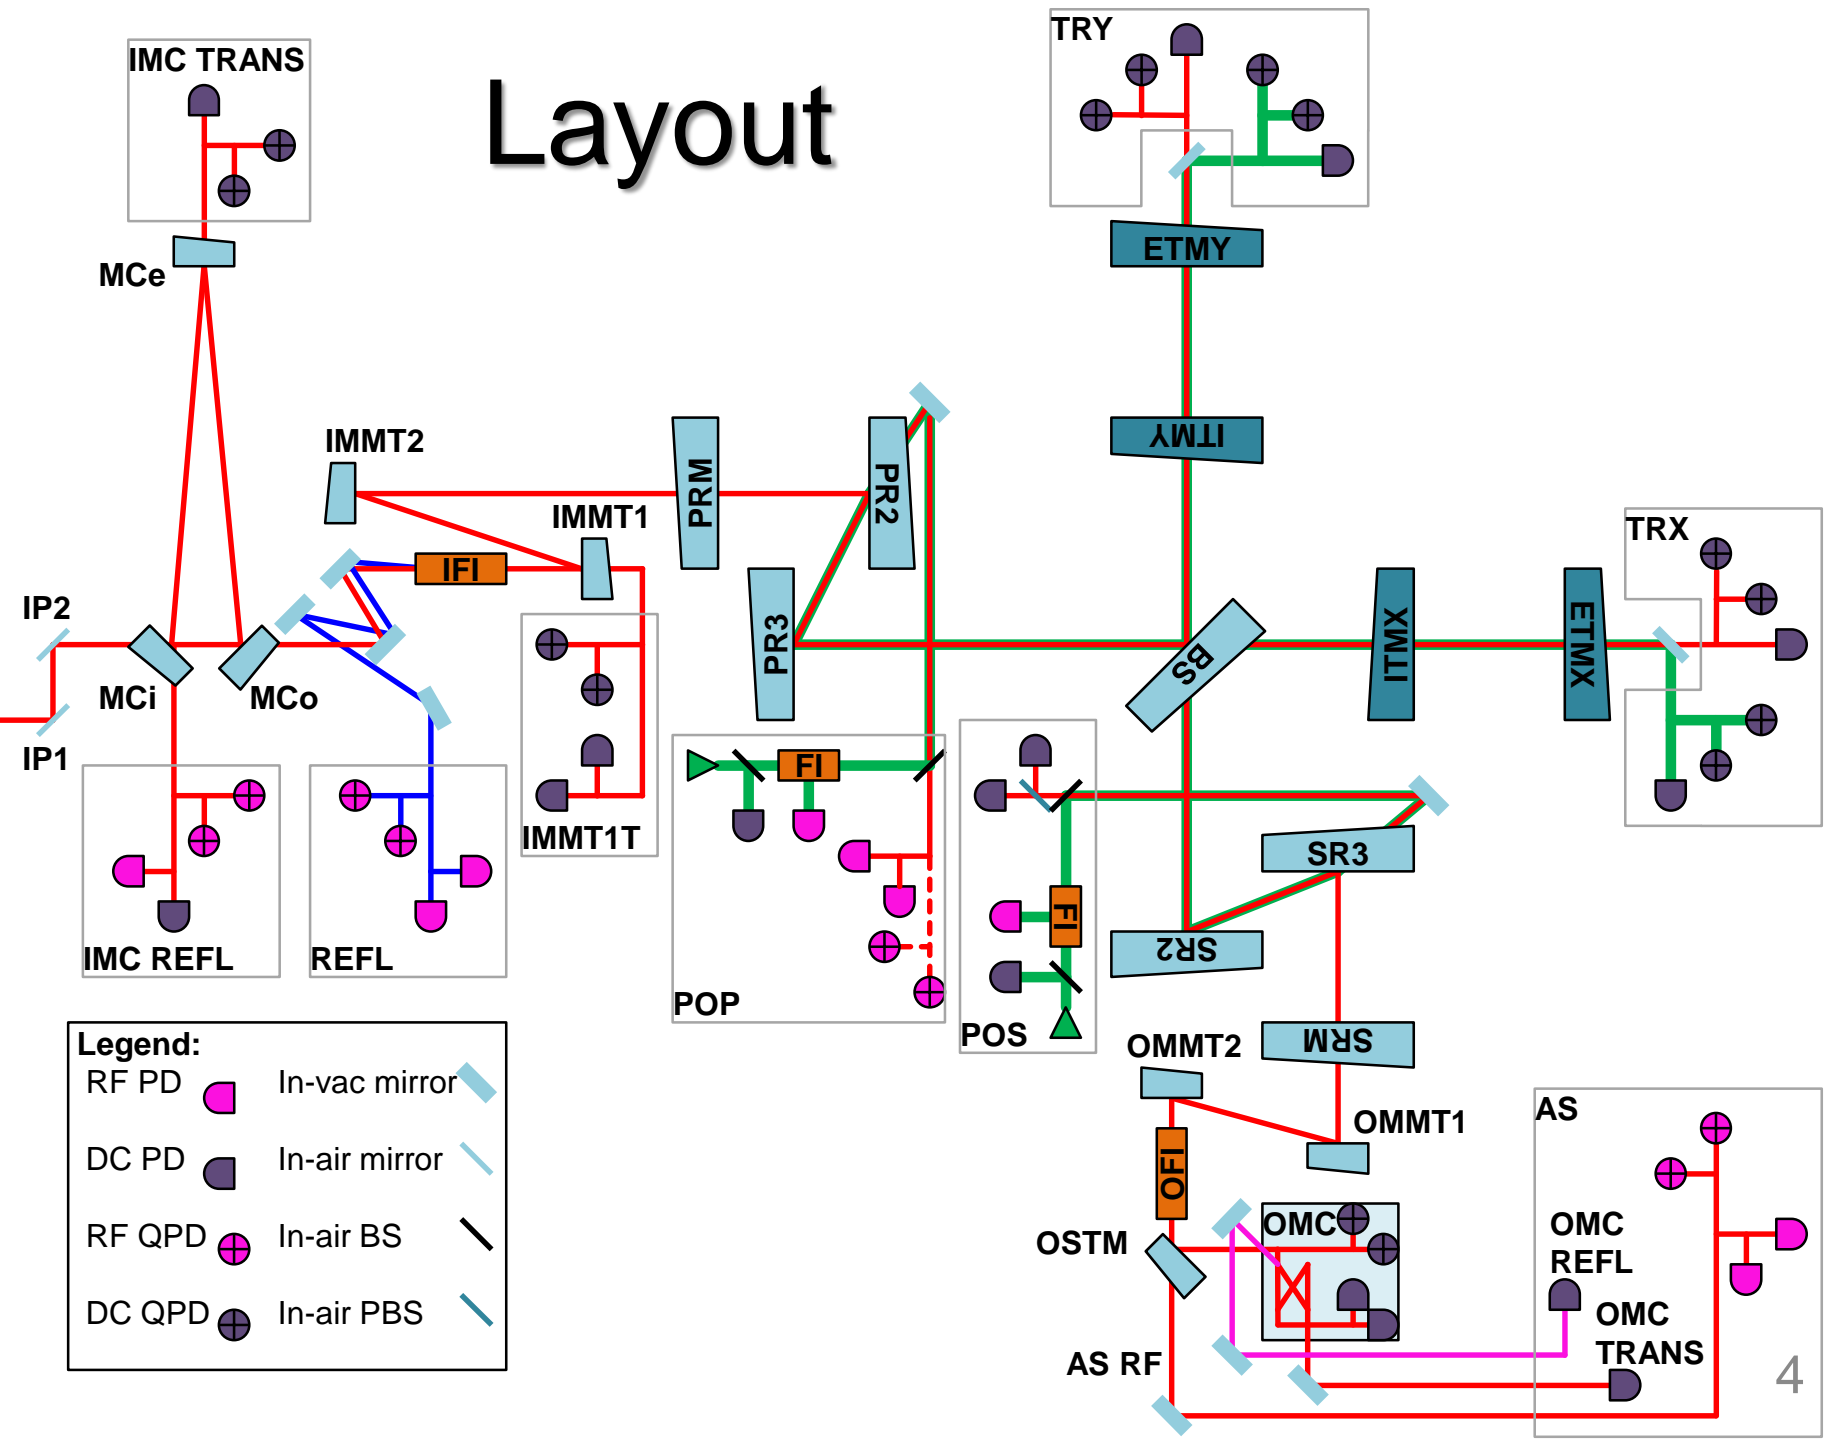 Layout
IMC TRANS
TRY
MCe
ETMY
ITMY
IMMT2
IMMT1
PRM
PR2
PR3
IFI
IP2
IP1
MCi
MCo
BS
ITMX
ETMX
TRX
IMC REFL
REFL
IMMT1T
FI
POP
FI
POS
SR3
SR2
SRM
OMMT2
OMMT1
OFI
OSTM
OMC
AS RF
AS
OMC
REFL
OMC
TRANS
Legend:
RF PD
In-vac mirror
DC PD
In-air mirror
RF QPD
In-air BS
DC QPD
In-air PBS
4